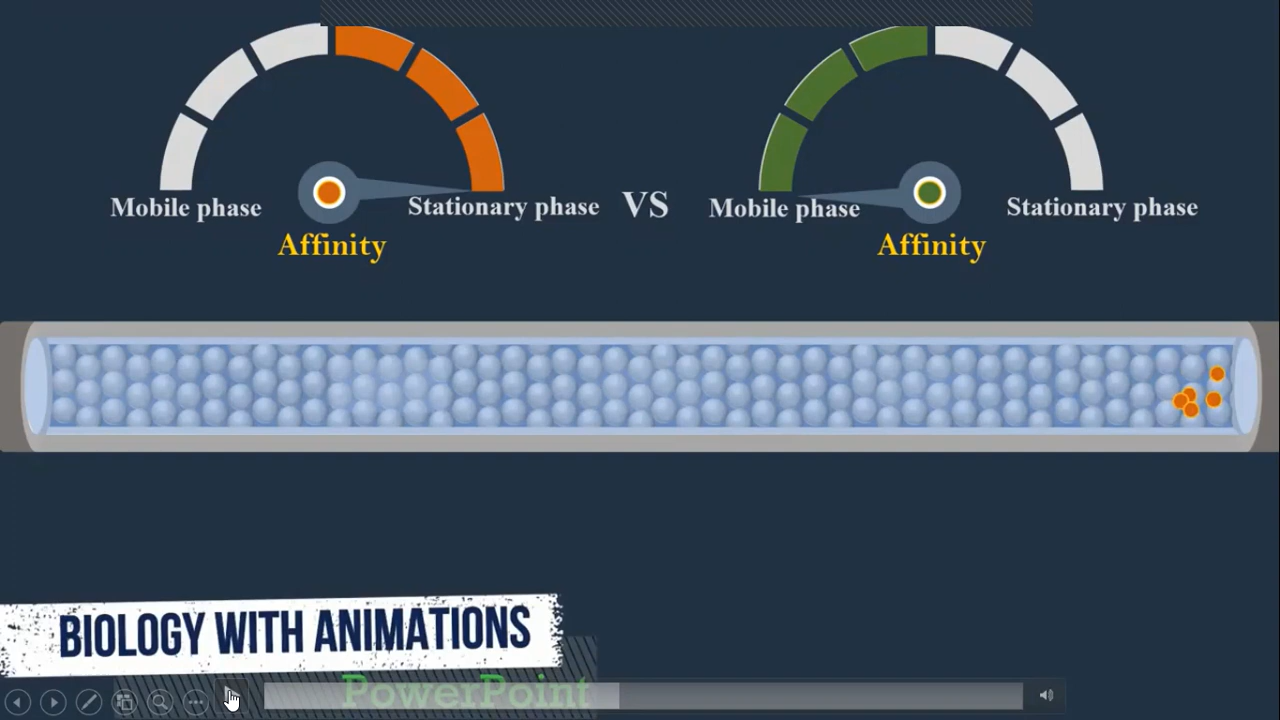 Mobile phase
Stationary phase
Affinity
VS
Mobile phase
Stationary phase
Affinity
BIOLOGY WITH ANIMATIONS
PowerPoint